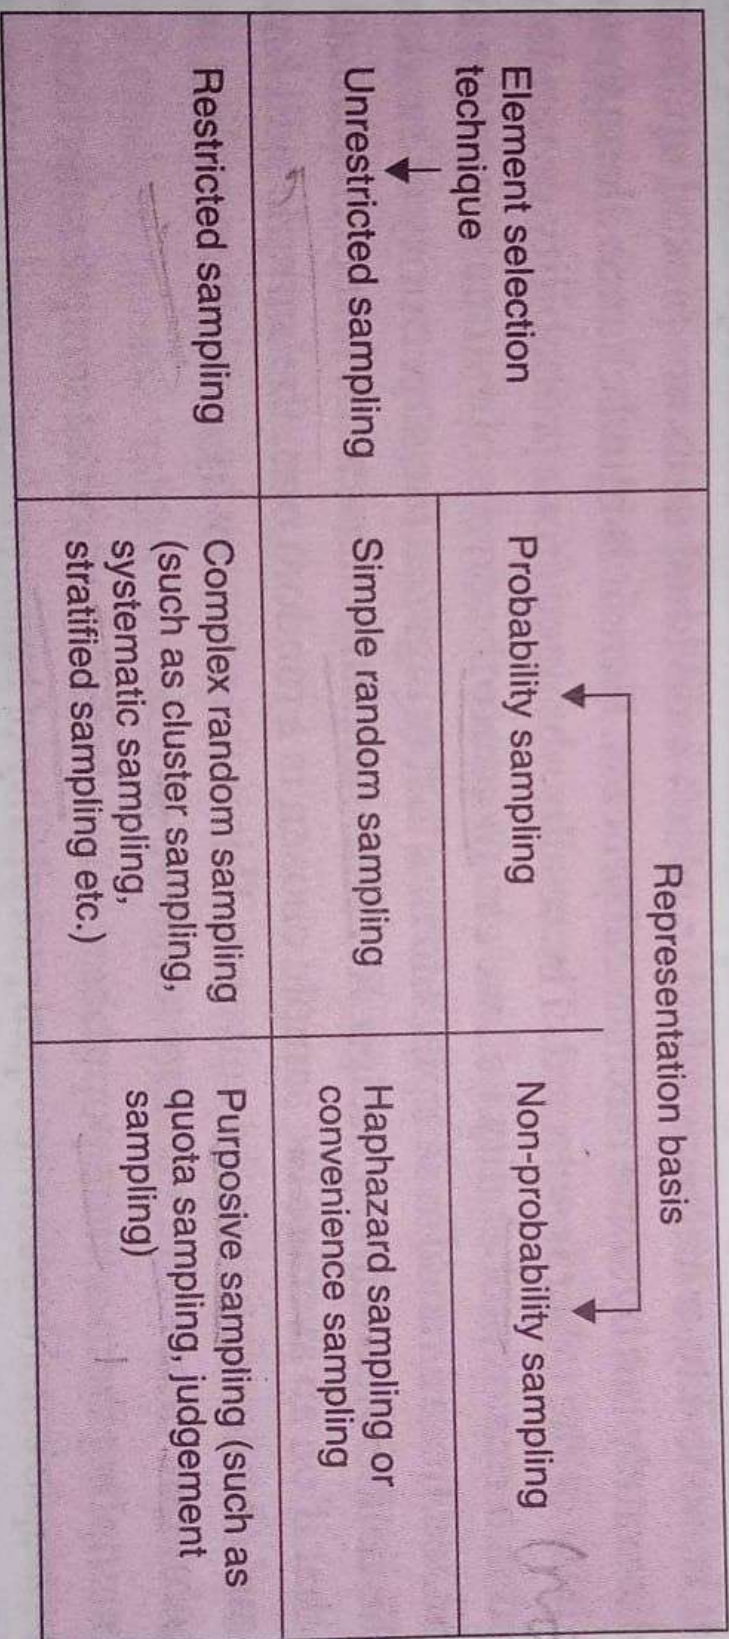 Representation basis
Element selection
technique
Probability sampling
Non-probability sampling
Unrestricted sampling
Simple random sampling
Haphazard sampling or
convenience sampling
Restricted sampling
Complex random sampling
(such as cluster sampling,
systematic sampling,
stratified sampling etc.)
Purposive sampling (such as
quota sampling, judgement
sampling)